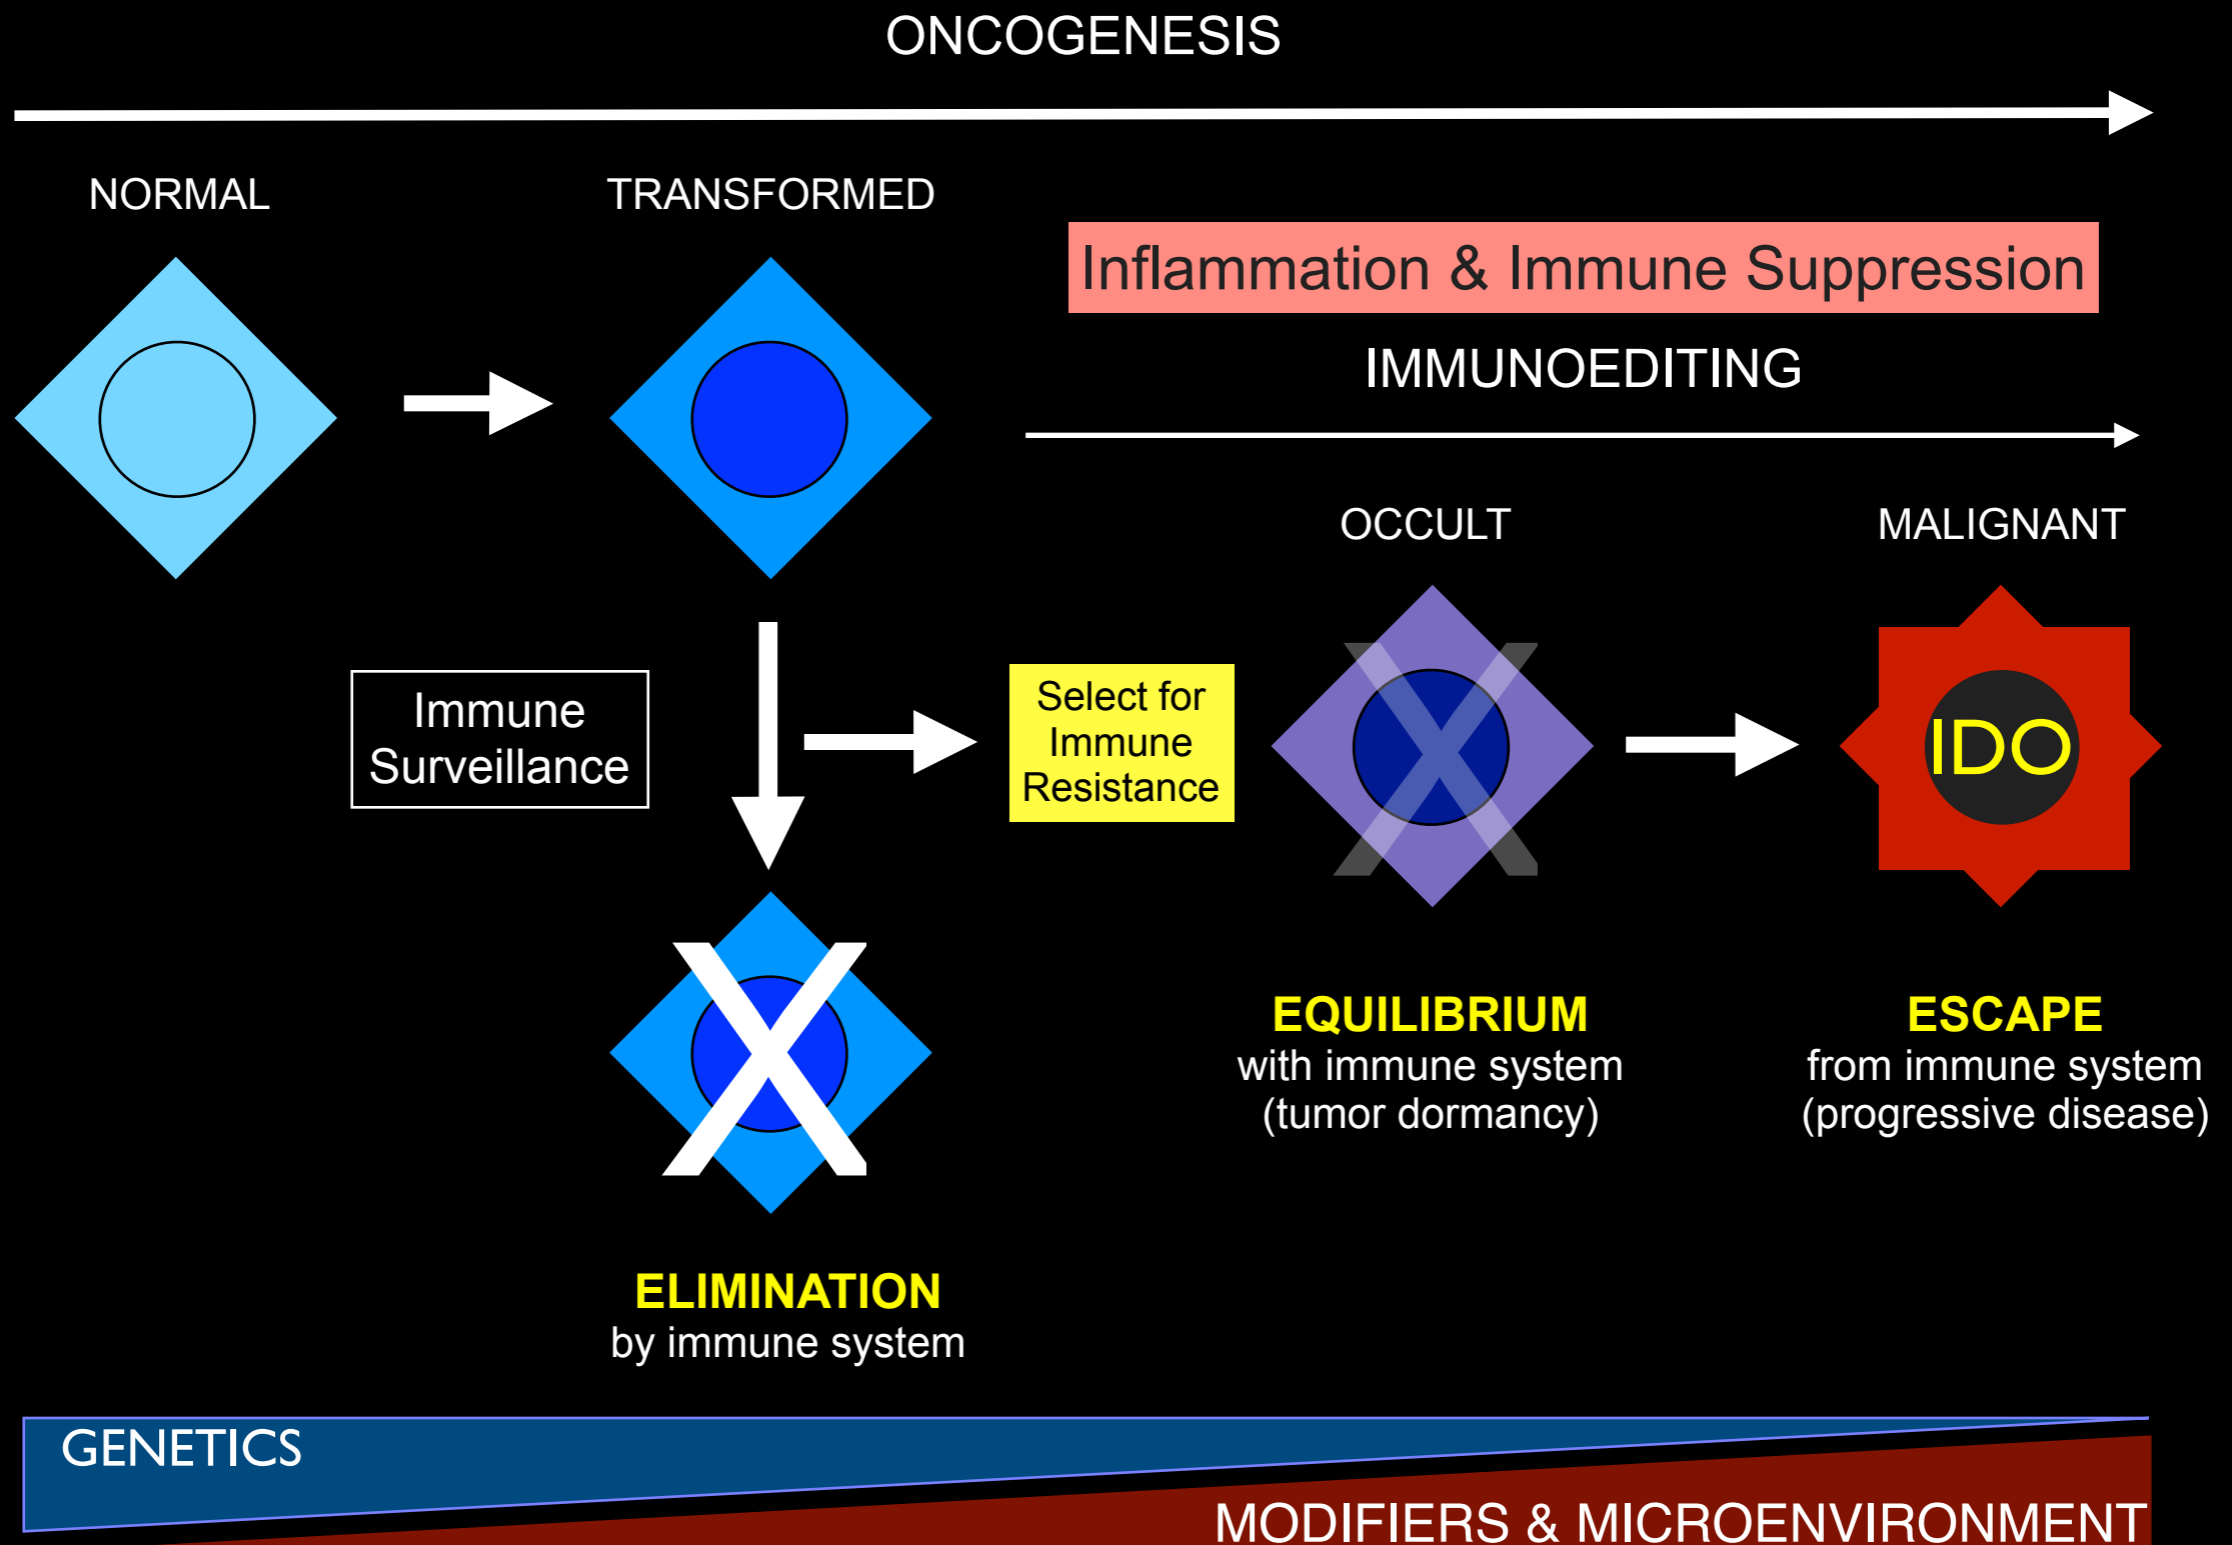 ONCOGENESIS
NORMAL
TRANSFORMED
Inflammation & Immune Suppression
IMMUNOEDITING
OCCULT
MALIGNANT
Immune
Surveillance
Select for
Immune
Resistance
X
IDO
X
EQUILIBRIUM
with immune system
(tumor dormancy)
ESCAPE
from immune system
(progressive disease)
ELIMINATION
by immune system
GENETICS
MODIFIERS & MICROENVIRONMENT